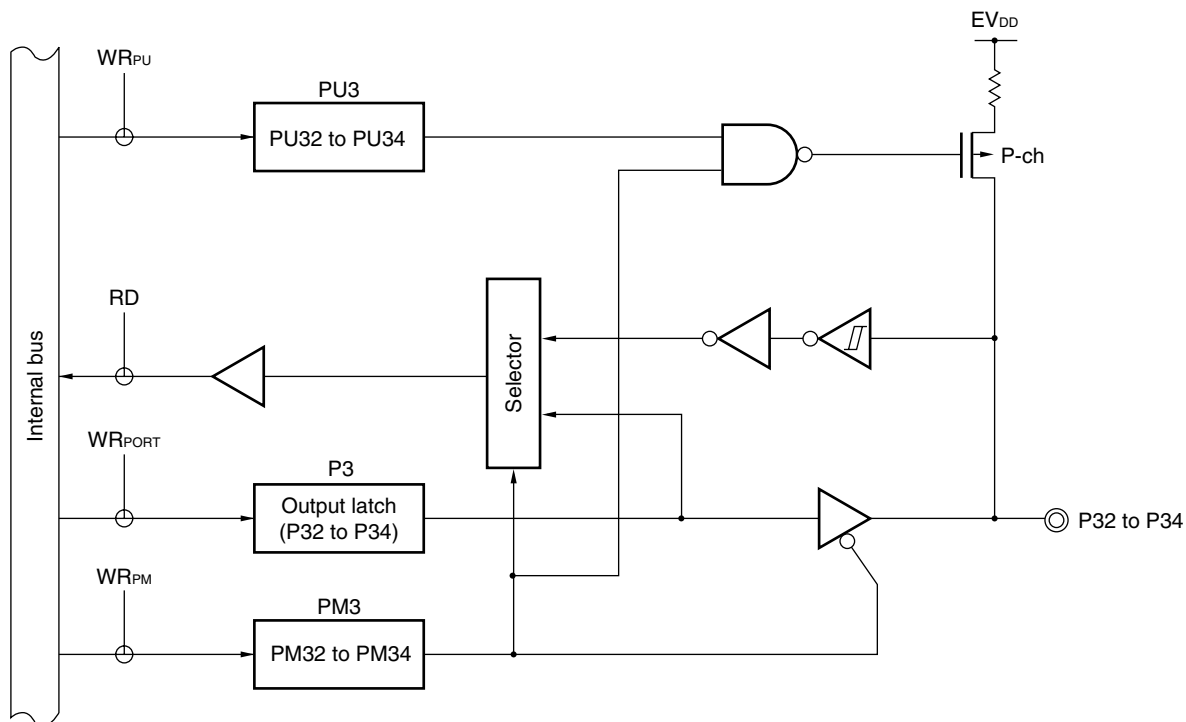 EVDD
WRPU
PU3
PU32 to PU34
P-ch
RD
Selector
Internal bus
WRPORT
P3
Output latch
(P32 to P34)
P32 to P34
WRPM
PM3
PM32 to PM34